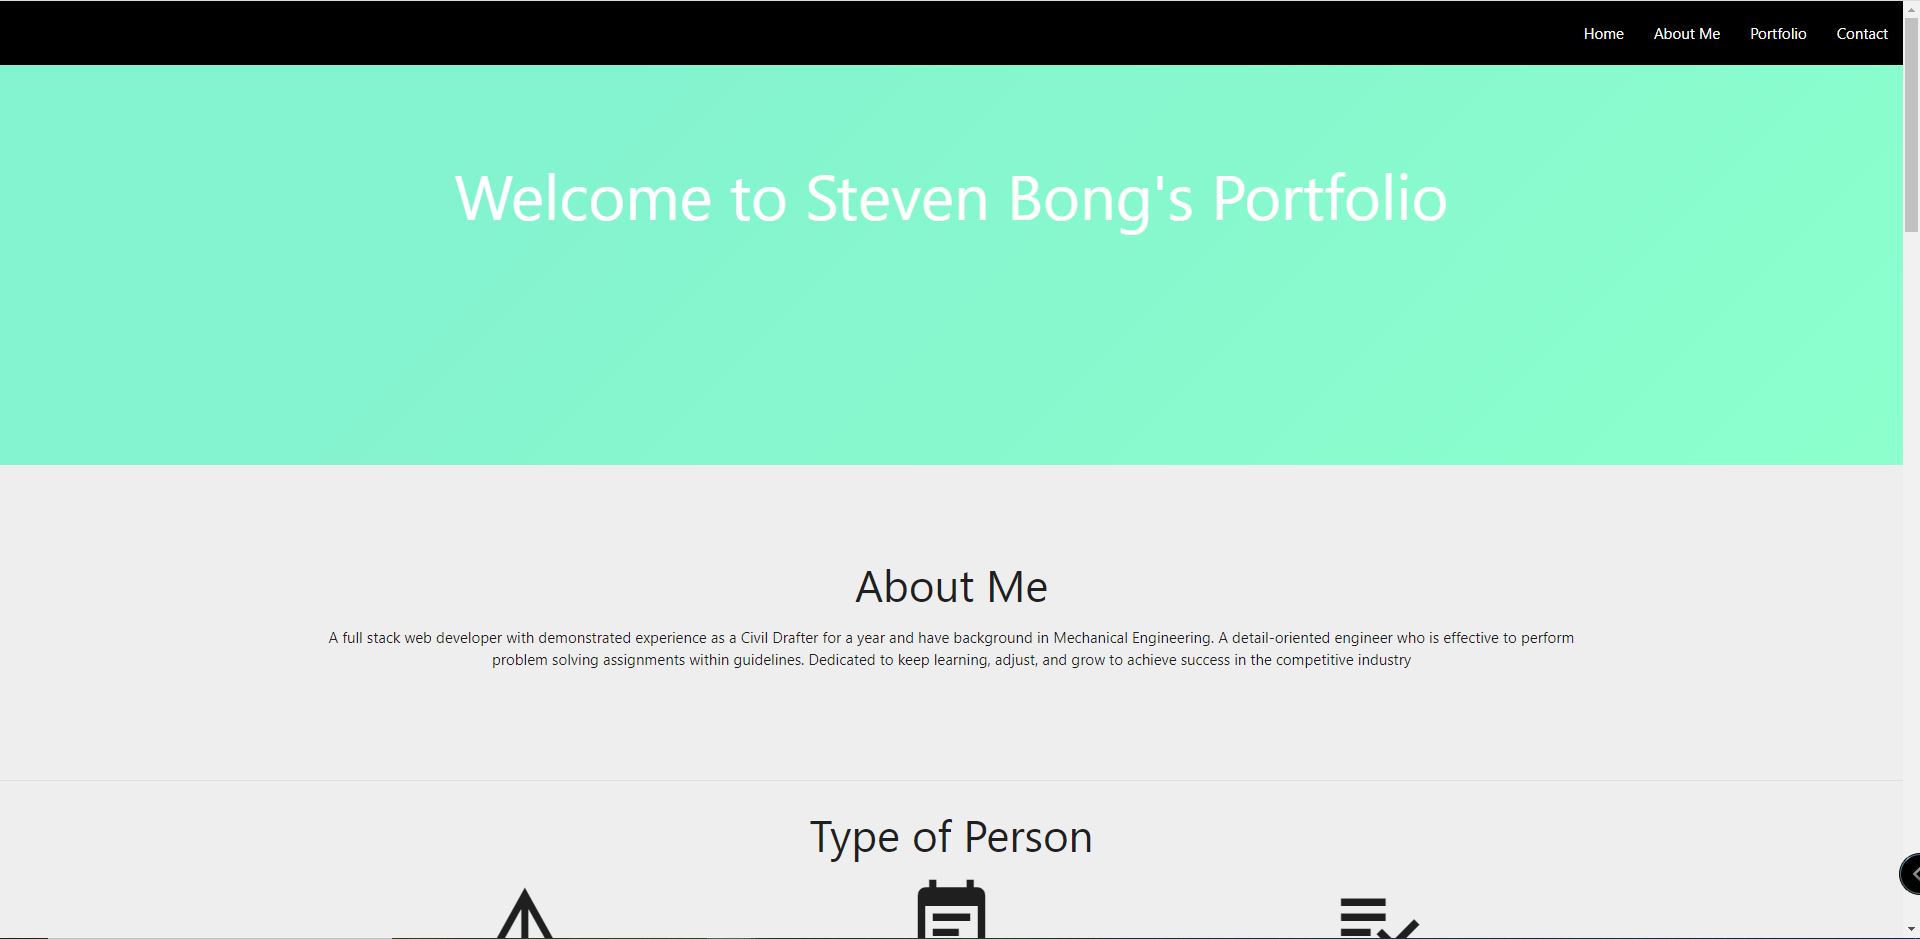 Home About Me Portfolio Contact
Welcome to Steven Bong's Portfolio
About Me
A full stack web developer with demonstrated experience as a Civil Drafter for a year and have background in Mechanical Engineering. A detail-oriented engineer who is effective to perform
problem solving assignments within guidelines. Dedicated to keep learning, adjust, and grow to achieve success in the competitive industry
Type of Person